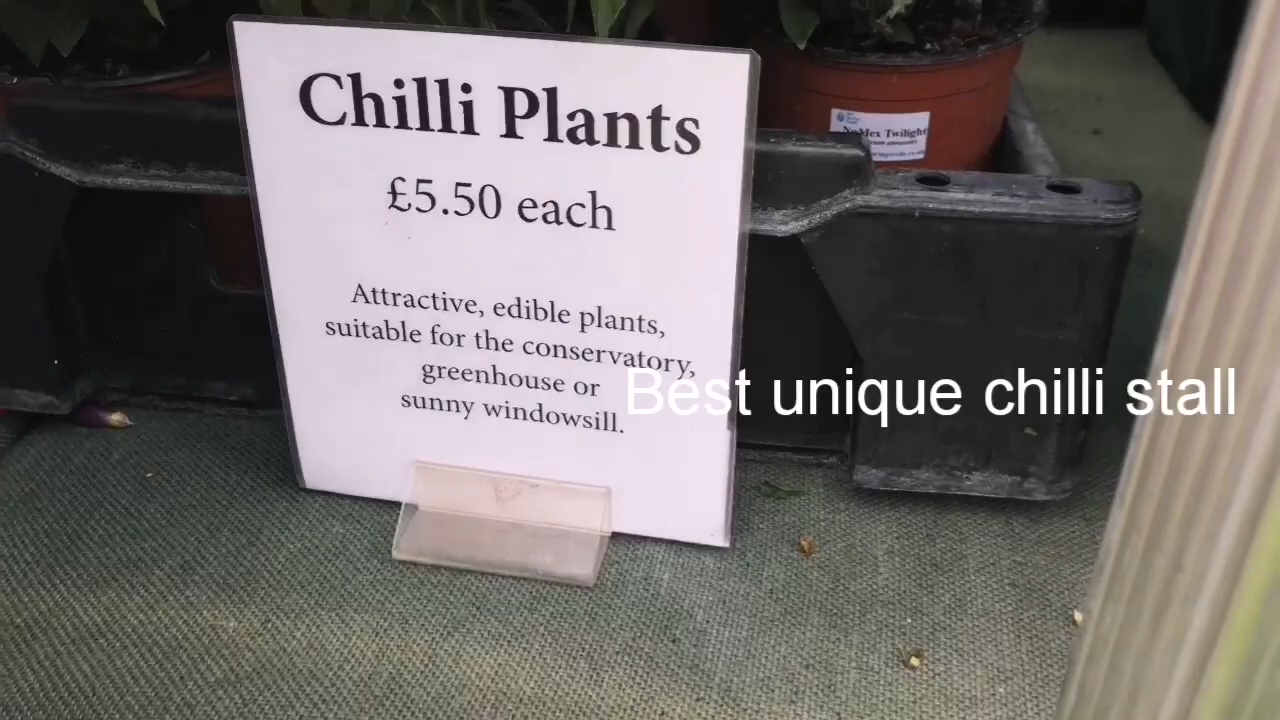 Chilli Plants
£5.50 each
Attractive, edible plants,
suitable for the conservatory,
greenhouse or
sunny windowsill.
NuMex Twilight
Best unique chilli stall